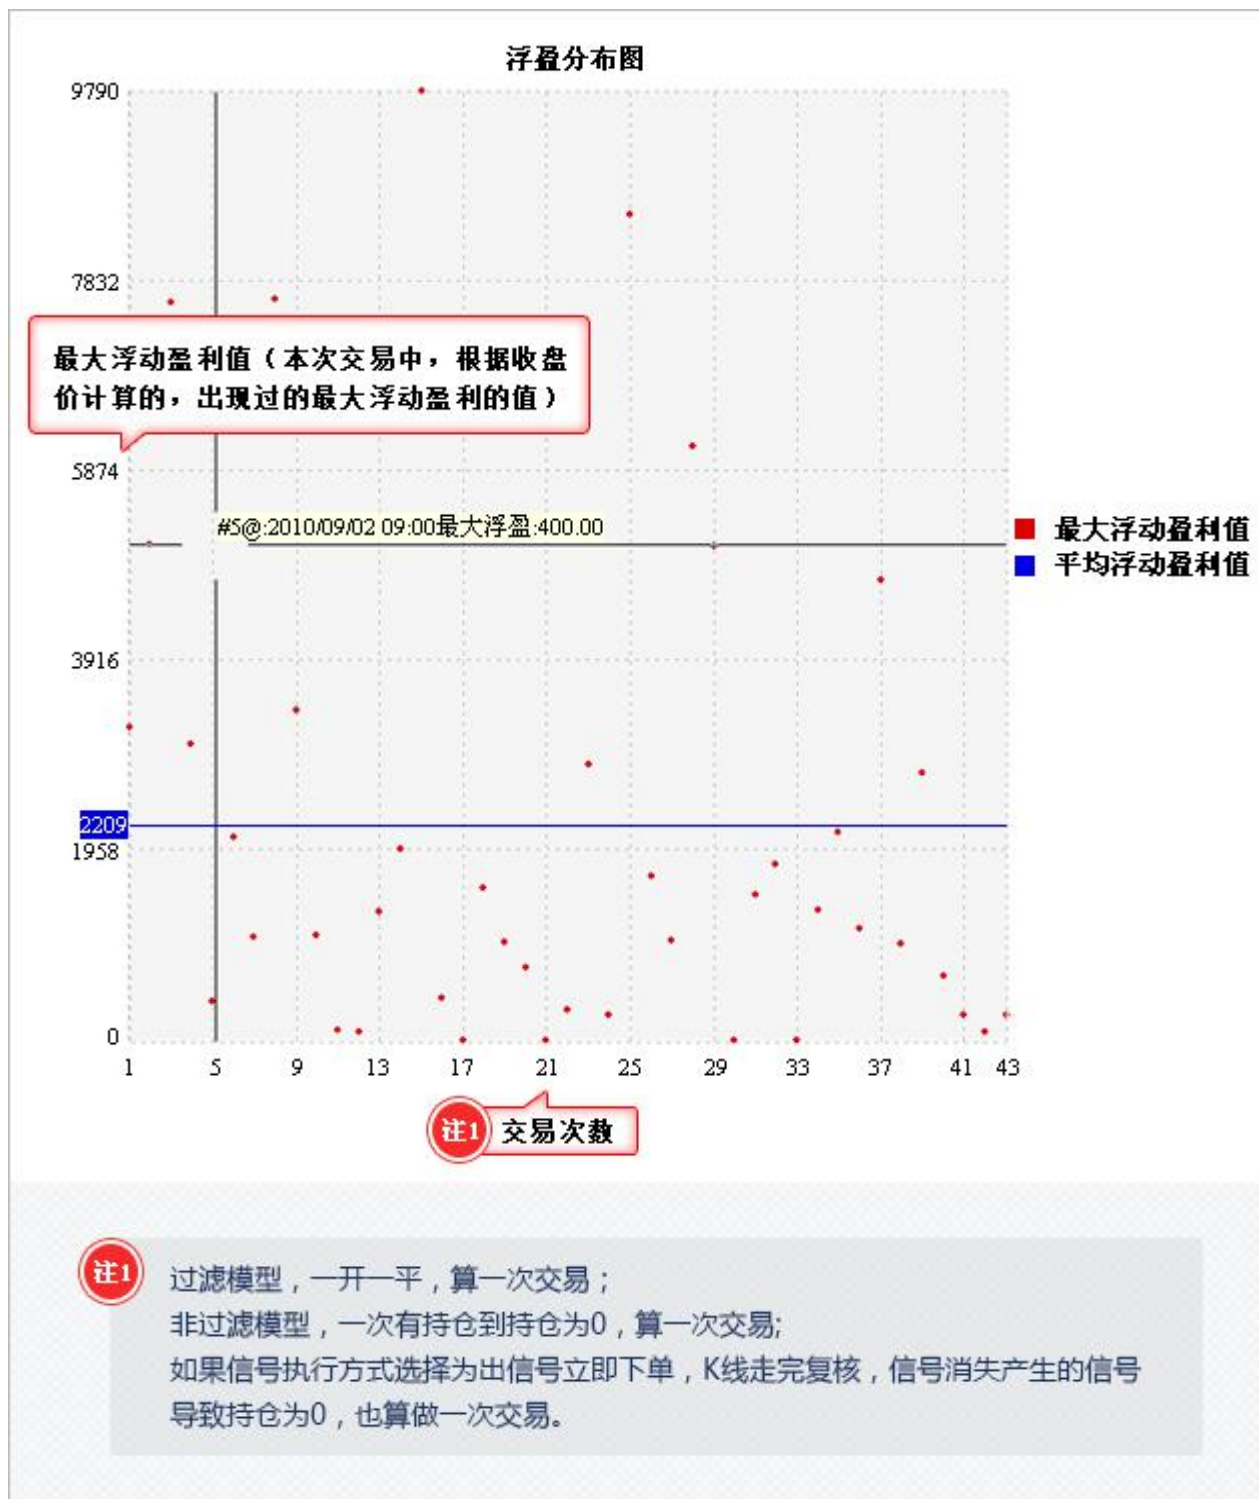 浮盈分布图
9790
7832
最大浮动盈利值（本次交易中，根据收盘
价计算的，出现过的最大浮动盈利的值）
5874
#5@:2010/09/02 09:00最大浮盈:400.00
最大浮动盈利值
平均浮动盈利值
3916
2209
1958
0
1 5 9 13 17 21 25 29 33 37 41 43
注1 交易次数
注1
过滤模型，一开一平，算一次交易；
非过滤模型，一次有持仓到持仓为0，算一次交易;
如果信号执行方式选择为出信号立即下单，K线走完复核，信号消失产生的信号
导致持仓为0，也算做一次交易。